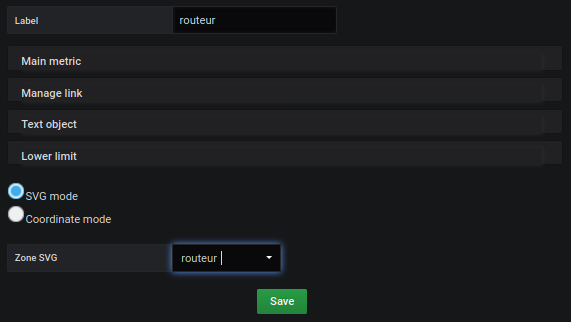 Label routeur
Main metric
Manage link
Text object
Lower limit
SVG mode
Coordinate mode
Zone SVG routeur
Save